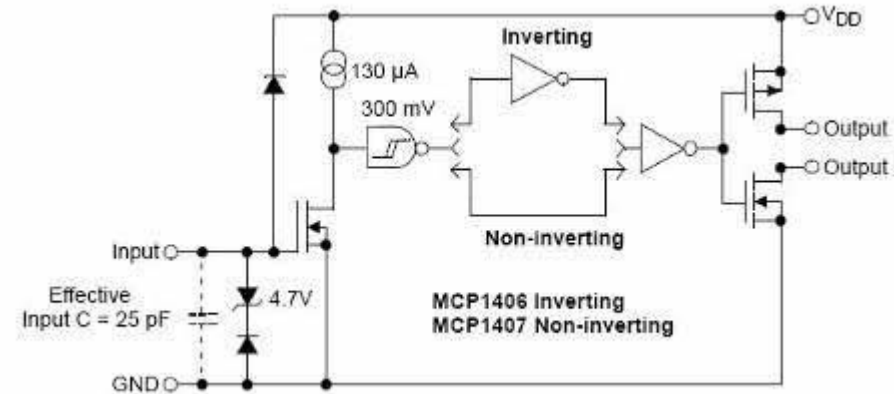 VDD
Inverting
130 µA
300 mV
Output
Output
Non-inverting
Input
4.7V
Effective
Input C = 25 pF
MCP1406 Inverting
MCP1407 Non-inverting
GND